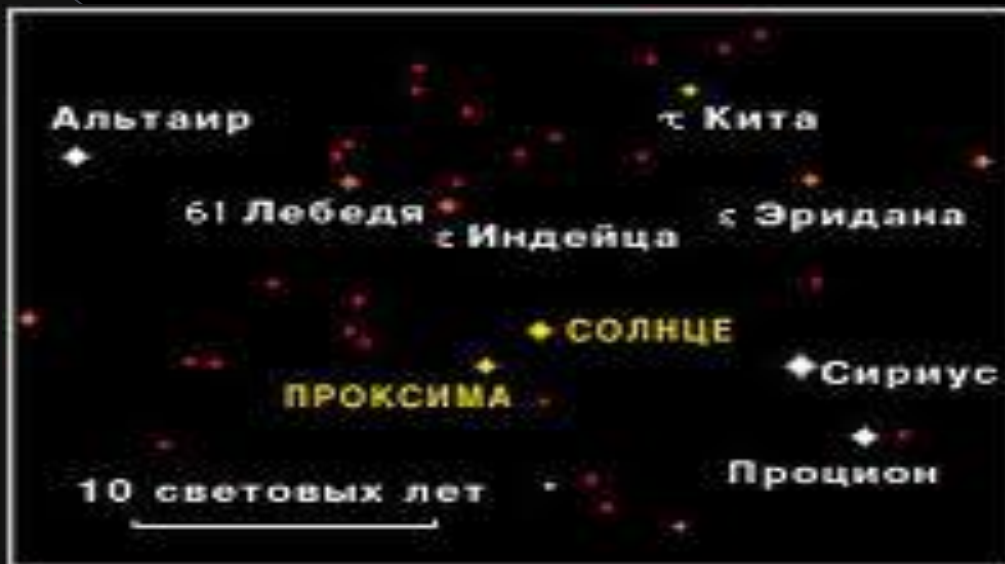 Альтаир
τ Кита
61 Лебедя
ε Эридана
ε Индейца
СОЛНЦЕ
Сириус
ПРОКСИМА
Процион
10 световых лет